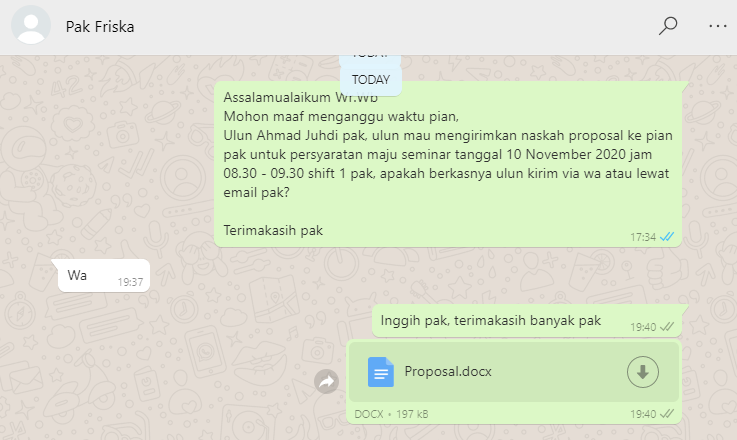 Pak Friska
TODAY
TODAY
Assalamualaikum Wr.Wb
Mohon maaf menganggu waktu pian,
Ulun Ahmad Juhdi pak, ulun mau mengirimkan naskah proposal ke pian
pak untuk persyaratan maju seminar tanggal 10 November 2020 jam
08.30 - 09.30 shift 1 pak, apakah berkasnya ulun kirim via wa atau lewat
email pak?
Terimakasih pak
17:34
Wa
19:37
Inggih pak, terimakasih banyak pak
19:40
Proposal.docx
DOCX • 197 kB
19:40